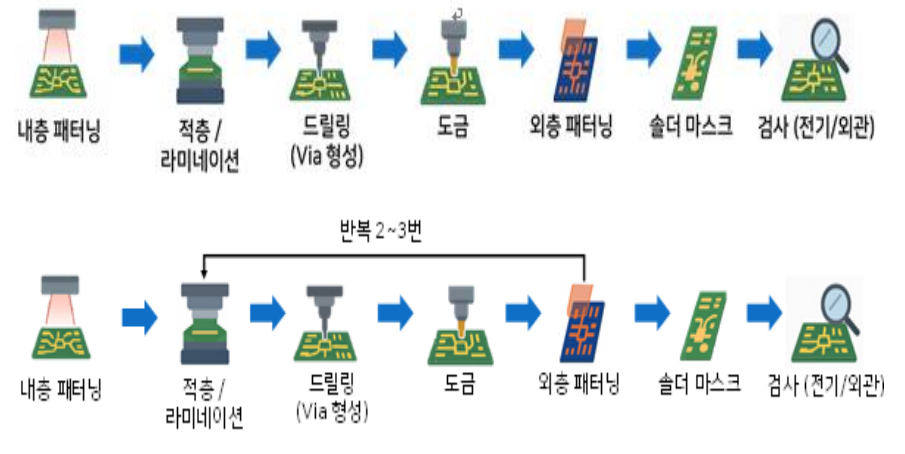 내층 패터닝
적층 /
라미네이션
드릴링
(Via 형성)
도금
외층 패터닝
솔더 마스크
검사 (전기/외관)
반복 2~3번
내층 패터닝
적층 /
라미네이션
드릴링
(Via 형성)
도금
외층 패터닝
솔더 마스크
검사 (전기/외관)